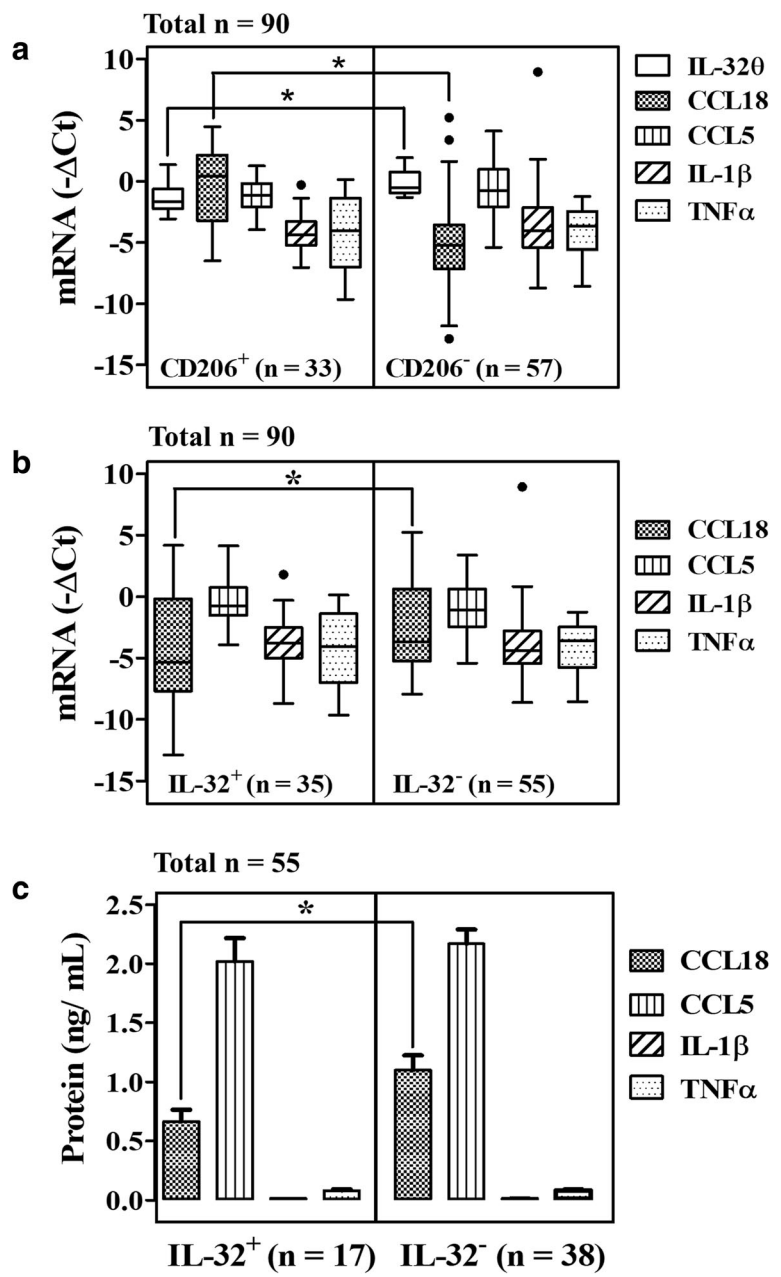 a
Total n = 90
mRNA (-ΔCt)
10
5
0
-5
-10
-15
*
*
CD206⁺ (n = 33)
CD206⁻ (n = 57)
IL-32θ
CCL18
CCL5
IL-1β
TNFα
b
Total n = 90
mRNA (-ΔCt)
10
5
0
-5
-10
-15
*
IL-32⁺ (n = 35)
IL-32⁻ (n = 55)
CCL18
CCL5
IL-1β
TNFα
c
Total n = 55
Protein (ng/ mL)
2.5
2.0
1.5
1.0
0.5
0.0
*
IL-32⁺ (n = 17)
IL-32⁻ (n = 38)
CCL18
CCL5
IL-1β
TNFα